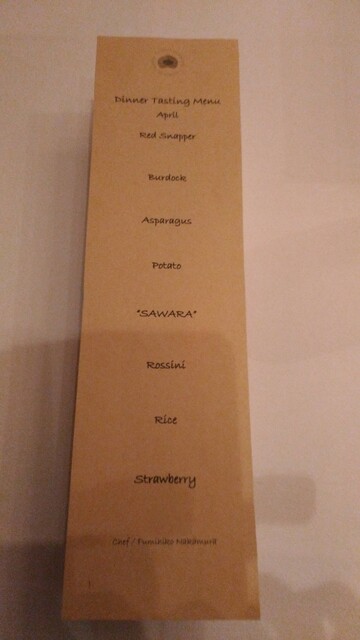 Dinner Tasting Menu
April
Red Snapper
Burdock
Asparagus
Potato
"SAWARA"
Rossini
Rice
Strawberry
Chef / Fumihiko Nakamura